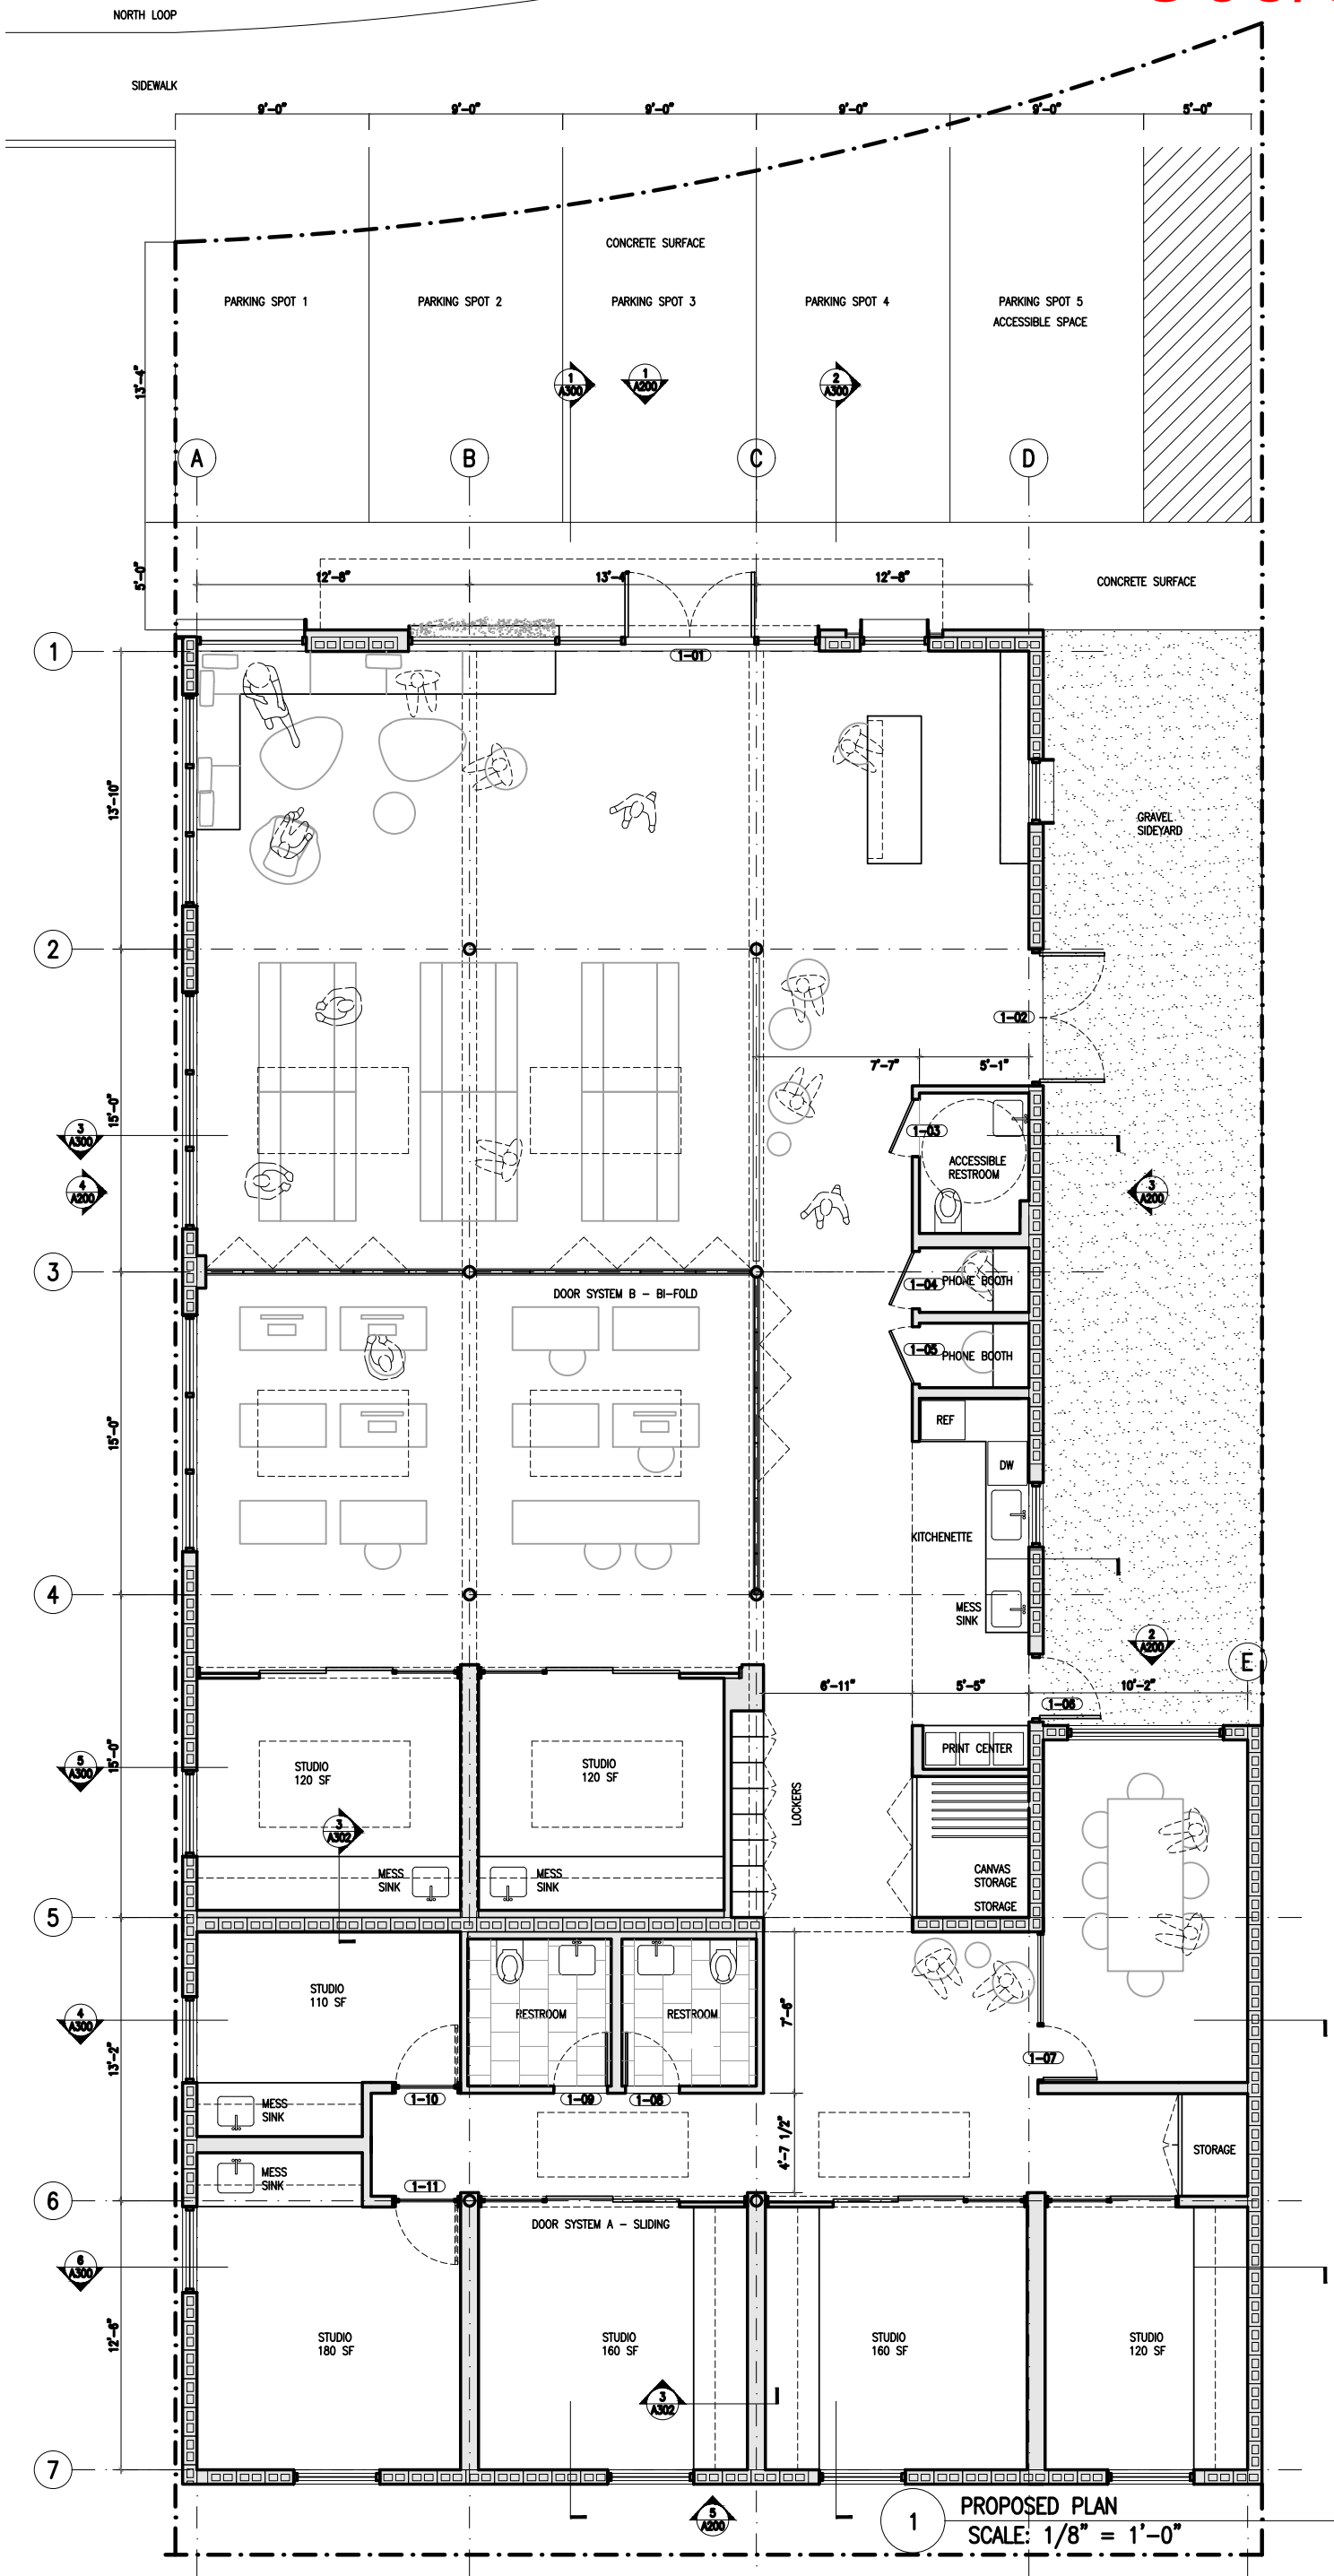 NORTH LOOP
SIDEWALK
9'-0" 9'-0" 9'-0" 9'-0" 9'-0" 5'-0"
CONCRETE SURFACE
PARKING SPOT 1
PARKING SPOT 2
PARKING SPOT 3
PARKING SPOT 4
PARKING SPOT 5
ACCESSIBLE SPACE
13'-4"
1
A300
1
A200
2
A300
A B C D
5'-0"
12'-8" 13'-4" 12'-8"
CONCRETE SURFACE
1
1-01
13'-10"
GRAVEL
SIDEYARD
2
1-02
7'-7" 5'-1"
15'-0"
3
A300
4
A200
1-03
ACCESSIBLE
RESTROOM
3
A200
3
1-04
PHONE BOOTH
DOOR SYSTEM B - BI-FOLD
1-05
PHONE BOOTH
15'-0"
REF
DW
KITCHENETTE
4
MESS
SINK
2
A200
E
6'-11" 5'-5" 10'-2"
1-06
15'-0"
5
A300
STUDIO
120 SF
STUDIO
120 SF
PRINT CENTER
LOCKERS
3
A302
MESS
SINK
MESS
SINK
CANVAS
STORAGE
STORAGE
5
STUDIO
110 SF
RESTROOM
RESTROOM
7'-6"
4
A300
13'-2"
1-07
1-10
1-09
1-08
MESS
SINK
4'-7 1/2"
STORAGE
MESS
SINK
1-11
6
DOOR SYSTEM A - SLIDING
6
A300
12'-6"
STUDIO
180 SF
STUDIO
160 SF
STUDIO
160 SF
STUDIO
120 SF
3
A302
7
5
A200
1
PROPOSED PLAN
SCALE: 1/8" = 1'-0"